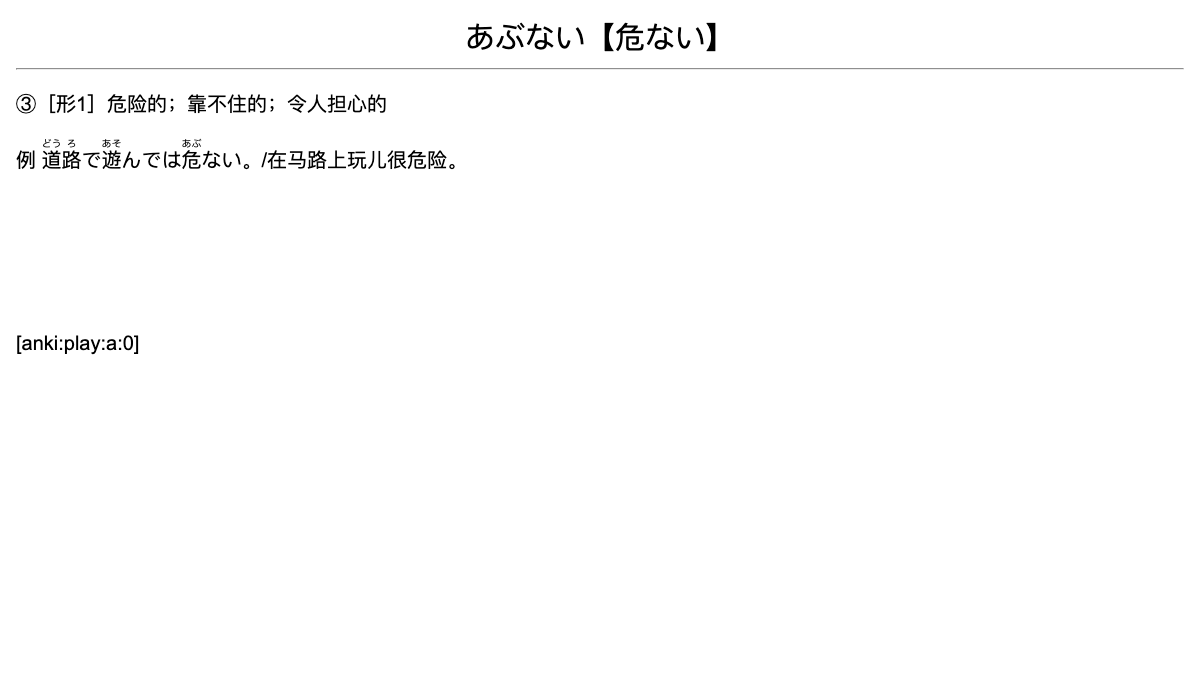 あぶない【危ない】
③［形1］危险的；靠不住的；令人担心的
例 道路で遊んでは危ない。/在马路上玩儿很危险。
どう ろ あそ あぶ
[anki:play:a:0]